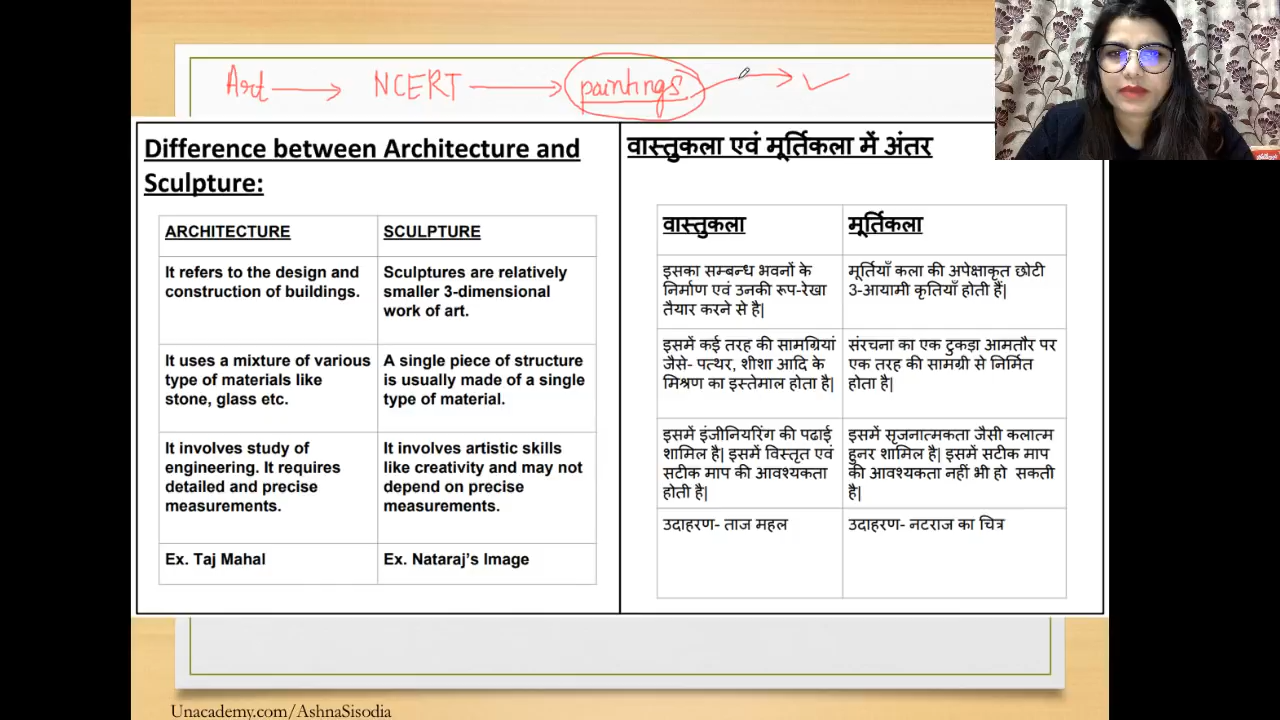 Art → NCERT → paintings. → ✓
Difference between Architecture and
Sculpture:
ARCHITECTURE
SCULPTURE
It refers to the design and
construction of buildings.
Sculptures are relatively
smaller 3-dimensional
work of art.
It uses a mixture of various
type of materials like
stone, glass etc.
A single piece of structure
is usually made of a single
type of material.
It involves study of
engineering. It requires
detailed and precise
measurements.
It involves artistic skills
like creativity and may not
depend on precise
measurements.
Ex. Taj Mahal
Ex. Nataraj's Image
वास्तुकला एवं मूर्तिकला में अंतर
वास्तुकला
मूर्तिकला
इसका सम्बन्ध भवनों के
निर्माण एवं उनकी रूप-रेखा
तैयार करने से है|
मूर्तियाँ कला की अपेक्षाकृत छोटी
3-आयामी कृतियाँ होती हैं|
इसमें कई तरह की सामग्रियां
जैसे- पत्थर, शीशा आदि के
मिश्रण का इस्तेमाल होता है|
संरचना का एक टुकड़ा आमतौर पर
एक तरह की सामग्री से निर्मित
होता है|
इसमें इंजीनियरिंग की पढाई
शामिल है| इसमें विस्तृत एवं
सटीक माप की आवश्यकता
होती है|
इसमें सृजनात्मकता जैसी कलात्म
हुनर शामिल है| इसमें सटीक माप
की आवश्यकता नहीं भी हो सकती
है|
उदाहरण- ताज महल
उदाहरण- नटराज का चित्र
Unacademy.com/AshnaSisodia